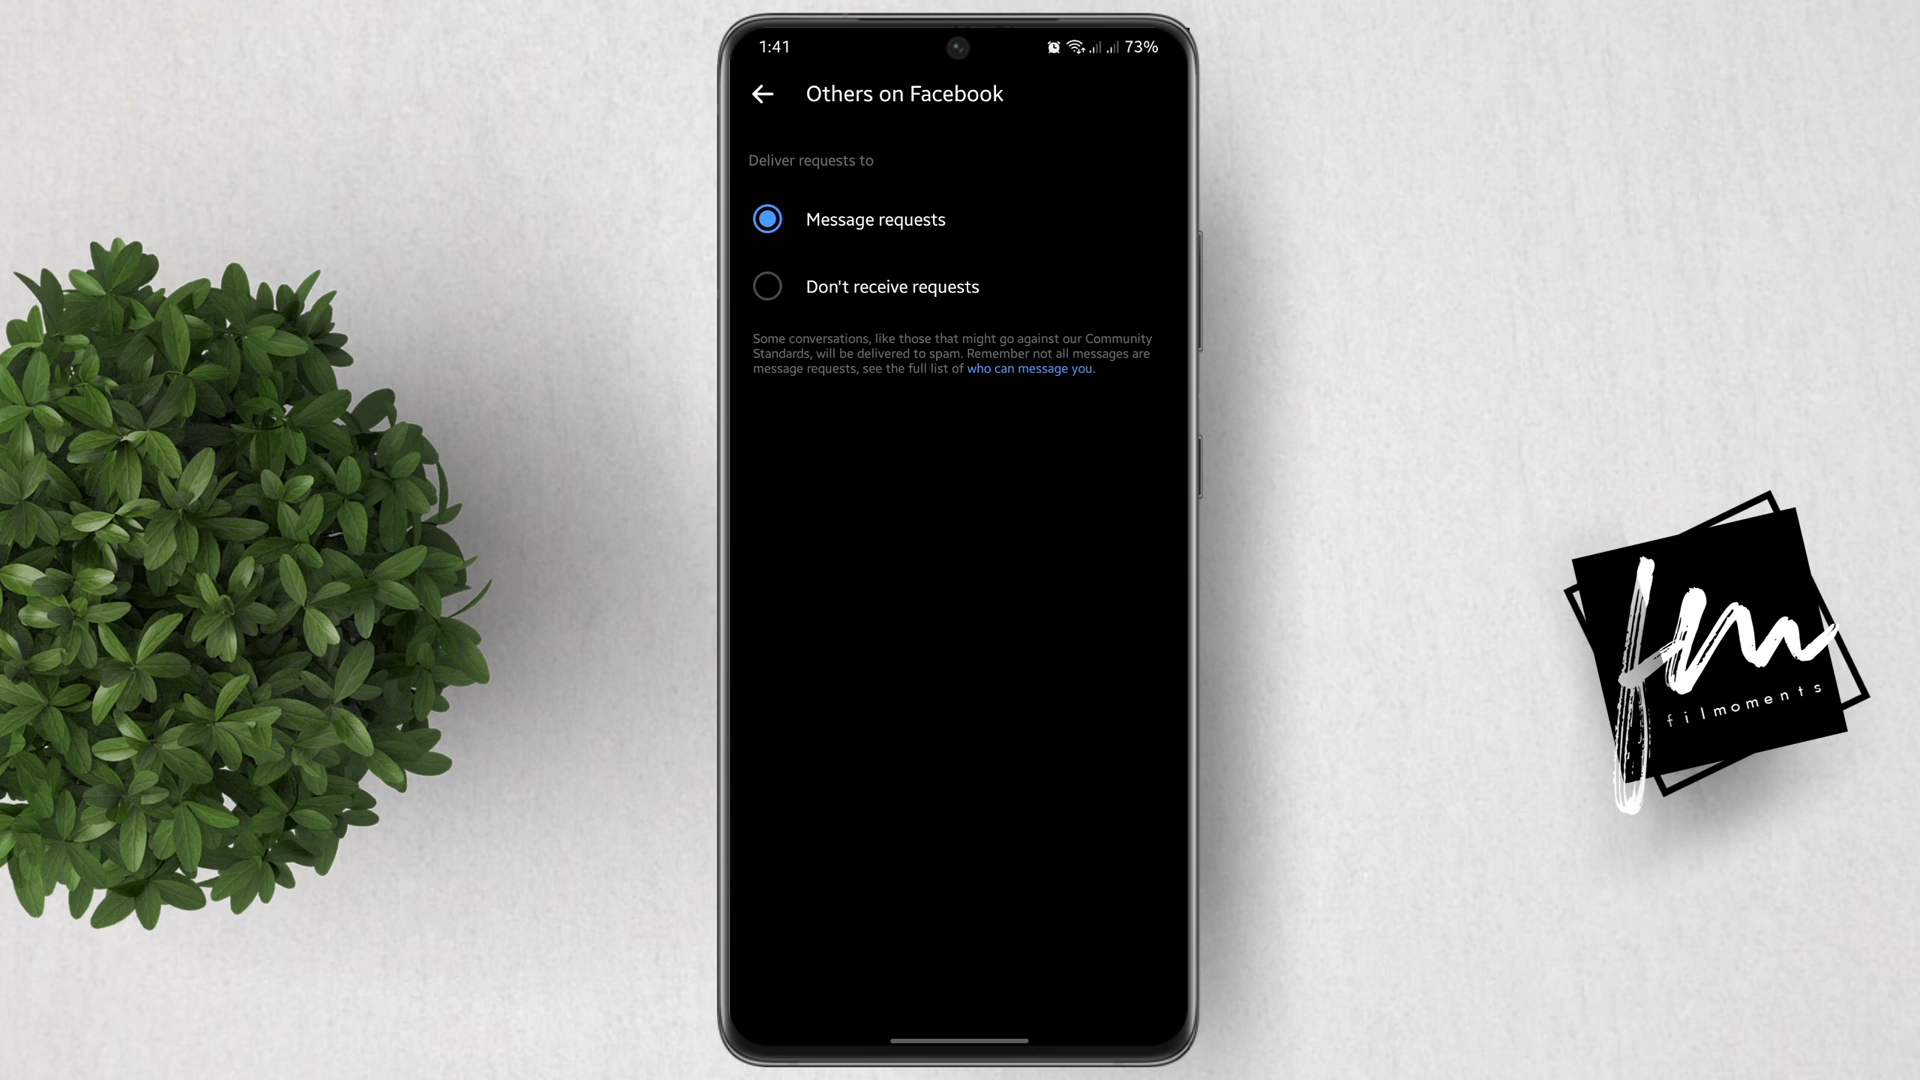 1:41
73%
Others on Facebook
Deliver requests to
Message requests
Don't receive requests
Some conversations, like those that might go against our Community
Standards, will be delivered to spam. Remember not all messages are
message requests, see the full list of who can message you.
fm
filmoments